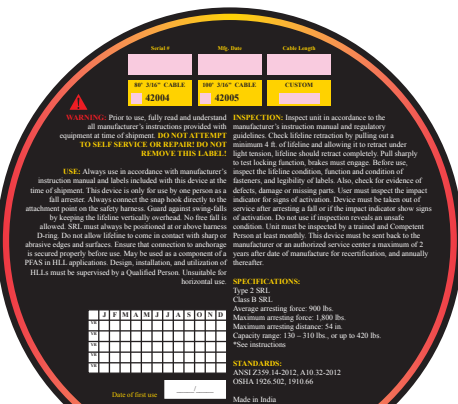 Serial # Mfg. Date Cable Length
80' 3/16" CABLE 100' 3/16" CABLE CUSTOM
42004 42005
WARNING: Prior to use, fully read and understand
all manufacturer's instructions provided with
equipment at time of shipment. DO NOT ATTEMPT
TO SELF SERVICE OR REPAIR! DO NOT
REMOVE THIS LABEL!
USE: Always use in accordance with manufacturer's
instruction manual and labels included with this device at the
time of shipment. This device is only for use by one person as a
fall arrester. Always connect the snap hook directly to the
attachment point on the safety harness. Guard against swing-falls
by keeping the lifeline vertically overhead. No free fall is
allowed. SRL must always be positioned at or above harness
D-ring. Do not allow lifeline to come in contact with sharp or
abrasive edges and surfaces. Ensure that connection to anchorage
is secured properly before use. May be used as a component of a
PFAS in HLL applications. Design, installation, and utilization of
HLLs must be supervised by a Qualified Person. Unsuitable for
horizontal use.
J F M A M J J A S O N D
YR
YR
YR
YR
YR
Date of first use ____/____
INSPECTION: Inspect unit in accordance to the
manufacturer's instruction manual and regulatory
guidelines. Check lifeline retraction by pulling out a
minimum 4 ft. of lifeline and allowing it to retract under
light tension, lifeline should retract completely. Pull sharply
to test locking function, brakes must engage. Before use,
inspect the lifeline condition, function and condition of
fasteners, and legibility of labels. Also, check for evidence of
defects, damage or missing parts. User must inspect the impact
indicator for signs of activation. Device must be taken out of
service after arresting a fall or if the impact indicator show signs
of activation. Do not use if inspection reveals an unsafe
condition. Unit must be inspected by a trained and Competent
Person at least monthly. This device must be sent back to the
manufacturer or an authorized service center a maximum of 2
years after date of manufacture for recertification, and annually
thereafter.
SPECIFICATIONS:
Type 2 SRL
Class B SRL
Average arresting force: 900 lbs.
Maximum arresting force: 1,800 lbs.
Maximum arresting distance: 54 in.
Capacity range: 130 – 310 lbs., or up to 420 lbs.
*See instructions
STANDARDS:
ANSI Z359.14-2012, A10.32-2012
OSHA 1926.502, 1910.66
Made in India